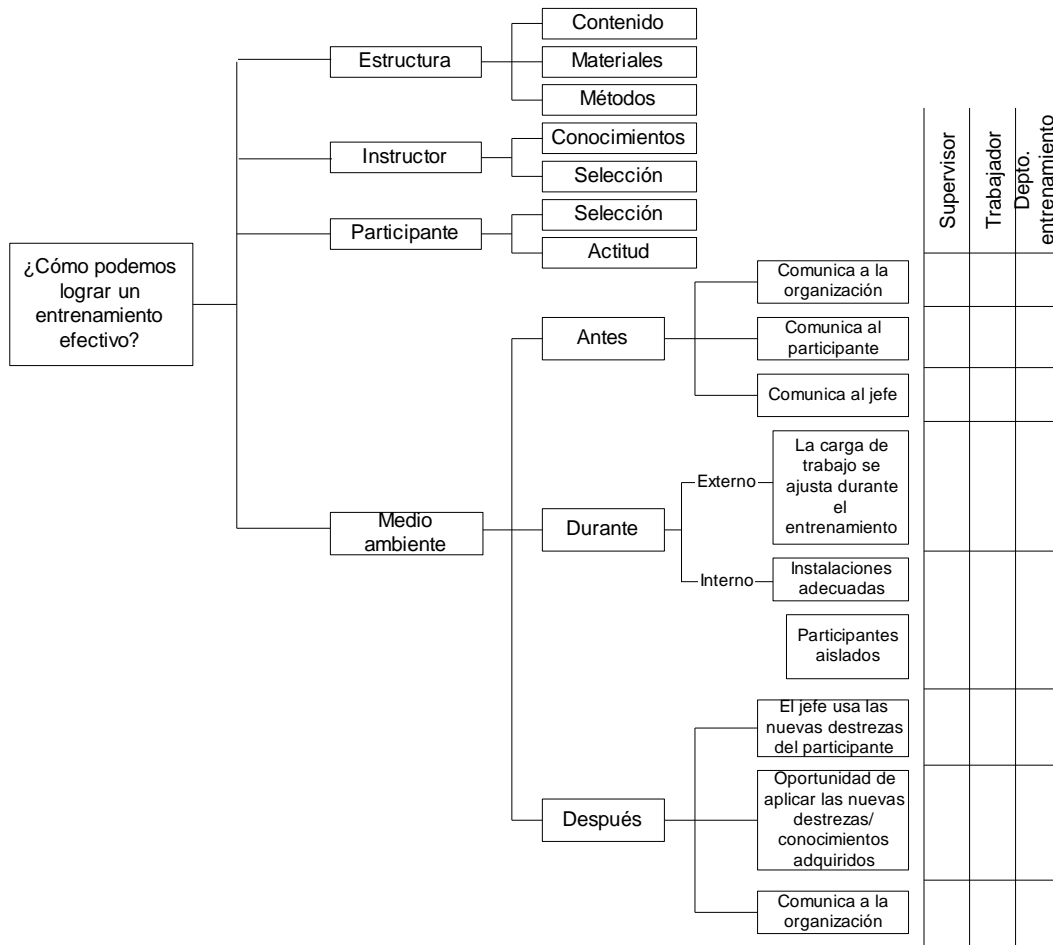 Contenido
Estructura
Materiales
Métodos
Conocimientos
Instructor
Selección
Selección
Participante
Actitud
¿Cómo podemos
lograr un
entrenamiento
efectivo?
Supervisor
Trabajador
Depto.
entrenamiento
Comunica a la
organización
Antes
Comunica al
participante
Comunica al jefe
La carga de
trabajo se
ajusta durante
el
entrenamiento
Externo
Medio
ambiente
Durante
Interno
Instalaciones
adecuadas
Participantes
aislados
El jefe usa las
nuevas destrezas
del participante
Después
Oportunidad de
aplicar las nuevas
destrezas/
conocimientos
adquiridos
Comunica a la
organización